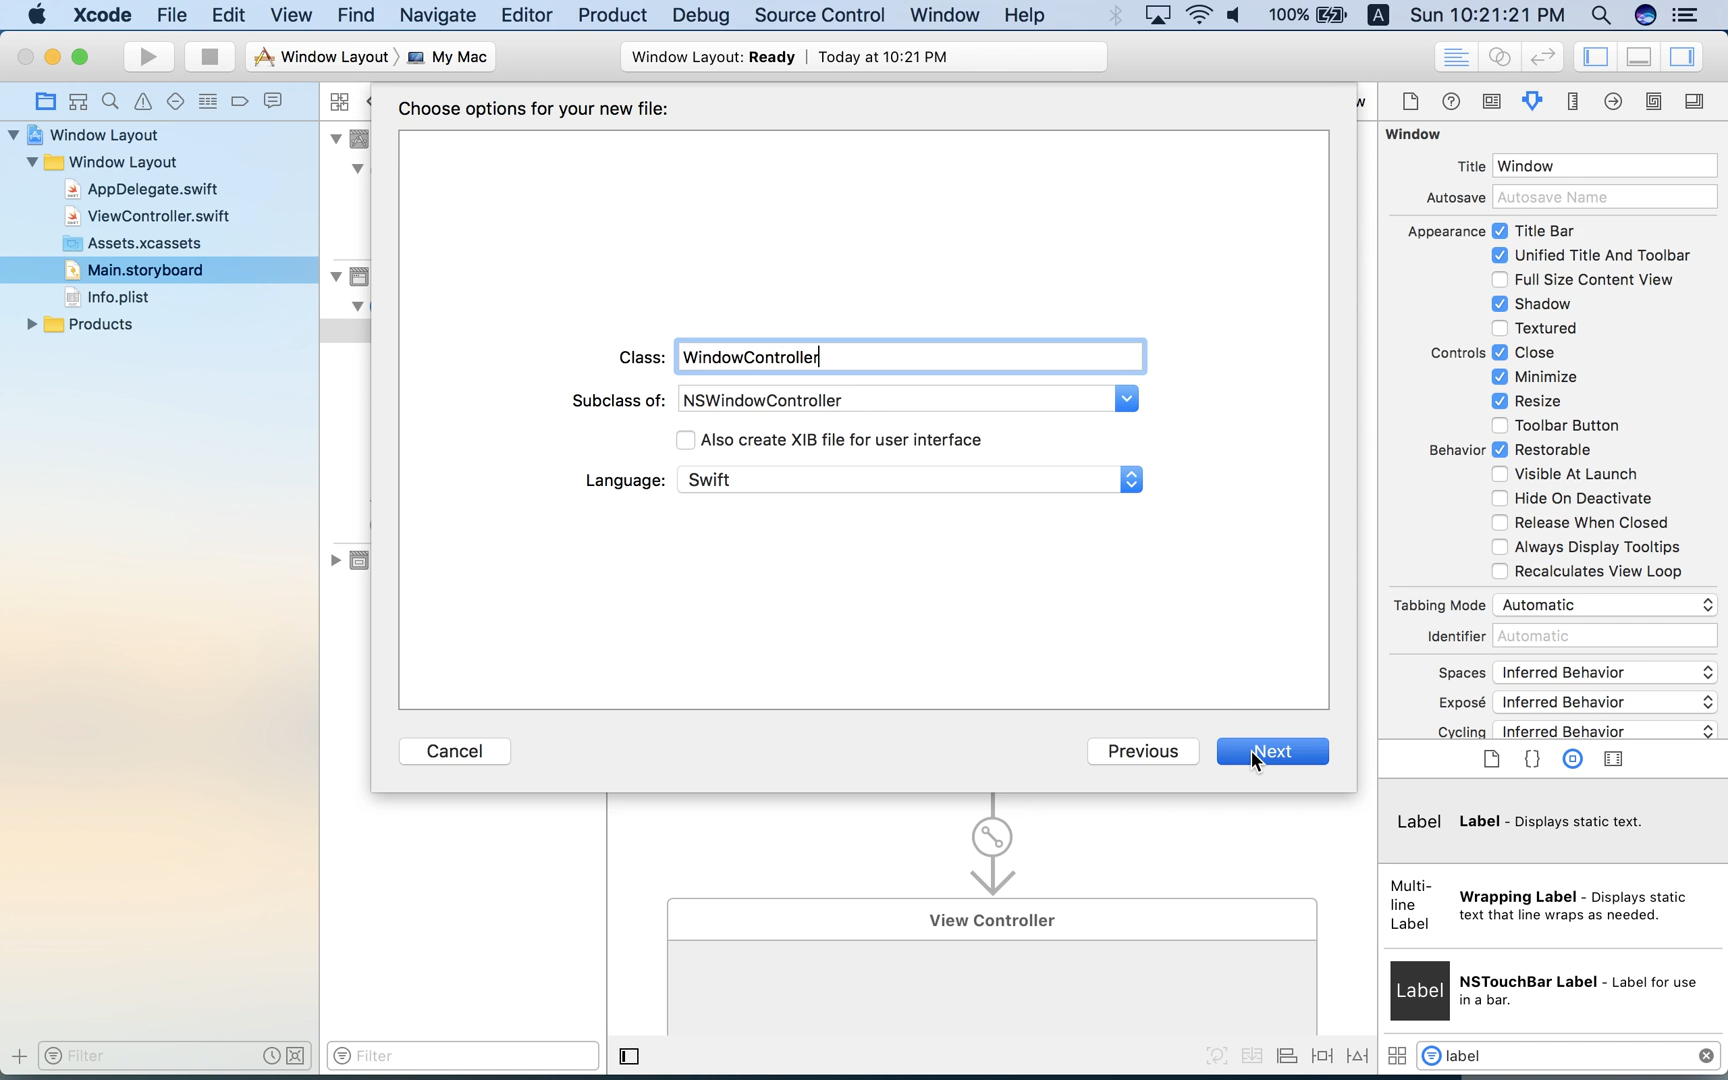 Xcode File Edit View Find Navigate Editor Product Debug Source Control Window Help 100% A Sun 10:21:21 PM
Window Layout My Mac Window Layout: Ready | Today at 10:21 PM
Window Layout
Window Layout
AppDelegate.swift
ViewController.swift
Assets.xcassets
Main.storyboard
Info.plist
Products
Filter
Filter
Choose options for your new file:
Class: WindowController
Subclass of: NSWindowController
Also create XIB file for user interface
Language: Swift
Cancel Previous Next
View Controller
w
Window
Title Window
Autosave Autosave Name
Appearance Title Bar
Unified Title And Toolbar
Full Size Content View
Shadow
Textured
Controls Close
Minimize
Resize
Toolbar Button
Behavior Restorable
Visible At Launch
Hide On Deactivate
Release When Closed
Always Display Tooltips
Recalculates View Loop
Tabbing Mode Automatic
Identifier Automatic
Spaces Inferred Behavior
Exposé Inferred Behavior
Cycling Inferred Behavior
Label Label - Displays static text.
Multi-
line
Label
Wrapping Label - Displays static
text that line wraps as needed.
Label
NSTouchBar Label - Label for use
in a bar.
label